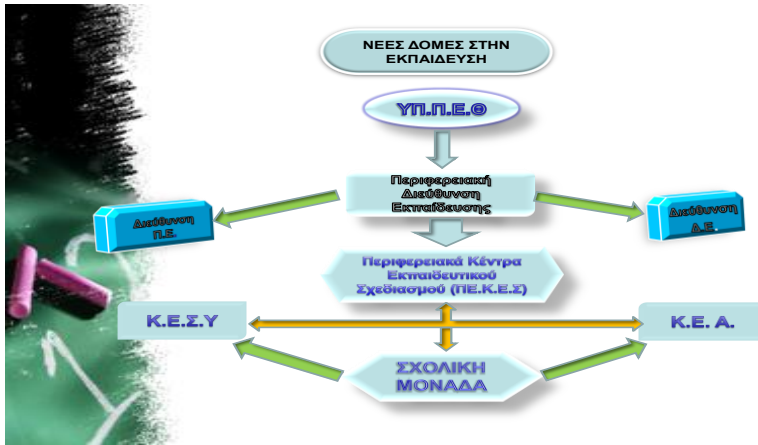 ΝΕΕΣ ΔΟΜΕΣ ΣΤΗΝ
ΕΚΠΑΙΔΕΥΣΗ
ΥΠ.Π.Ε.Θ
Περιφερειακή
Διεύθυνση
Εκπαίδευσης
Διεύθυνση
Π.Ε.
Διεύθυνση
Δ.Ε.
Περιφερειακά Κέντρα
Εκπαιδευτικού
Σχεδιασμού (ΠΕ.Κ.Ε.Σ)
Κ.Ε.Σ.Υ
Κ.Ε. Α.
ΣΧΟΛΙΚΗ
ΜΟΝΑΔΑ